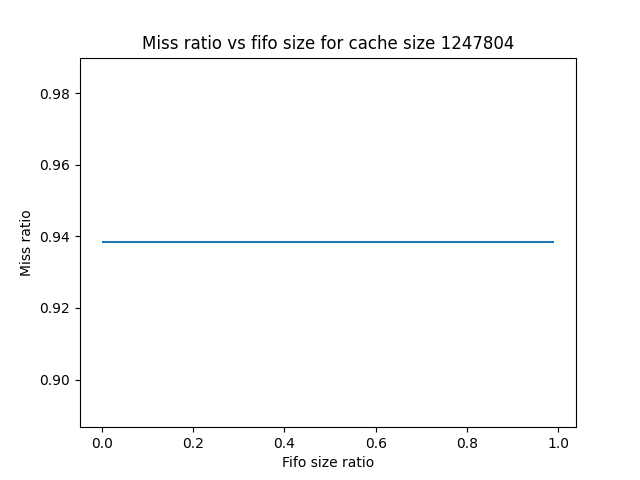 Miss ratio vs fifo size for cache size 1247804
0.98
0.96
0.94
0.92
0.90
Miss ratio
0.0 0.2 0.4 0.6 0.8 1.0
Fifo size ratio